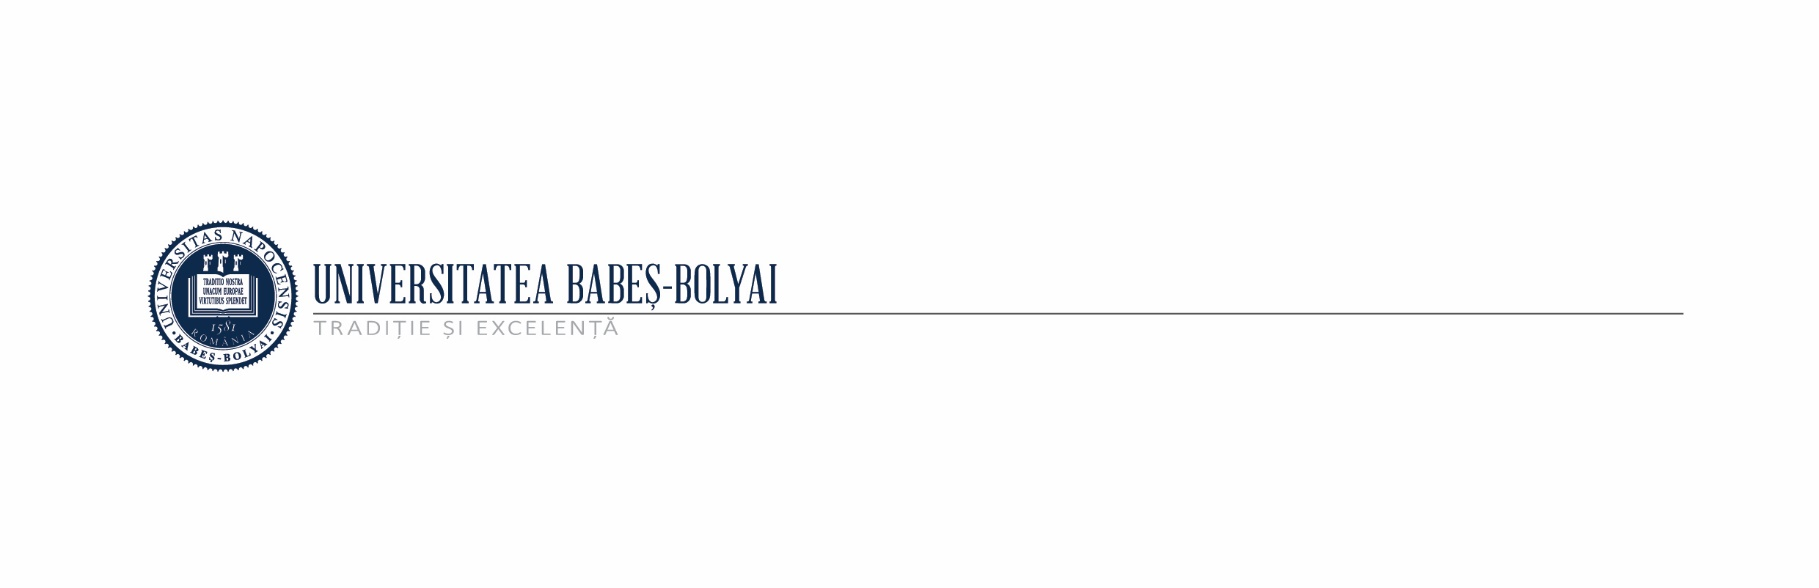 UNIVERSITAS NAPOCENSIS
TRADITIO NOSTRA
UNACUM EUROPAE
VIRTUTIBUS SPLENDET
1581
ROMÂNIA
BABEȘ-BOLYAI
UNIVERSITATEA BABEȘ-BOLYAI
TRADIȚIE ȘI EXCELENȚĂ